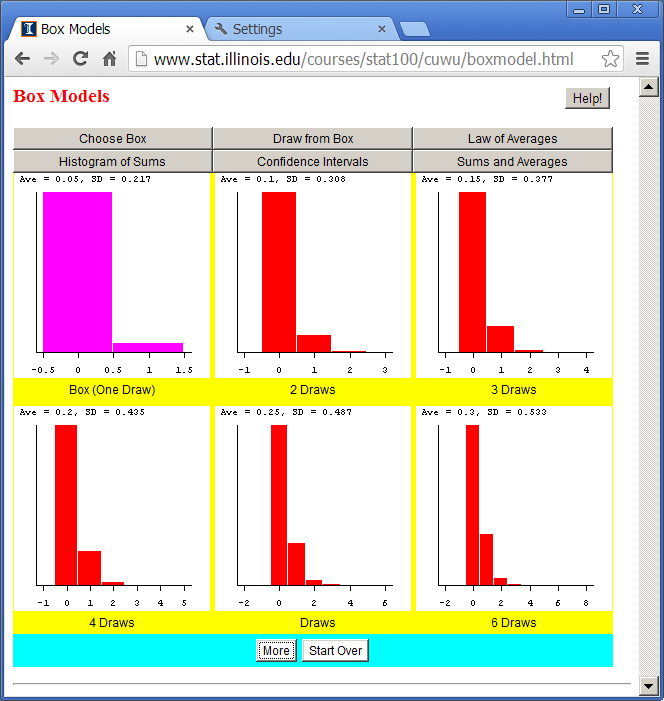 Box Models
Settings
www.stat.illinois.edu/courses/stat100/cuwu/boxmodel.html
Box Models
Help!
Choose Box Draw from Box Law of Averages
Histogram of Sums Confidence Intervals Sums and Averages
Ave = 0.05, SD = 0.217 Ave = 0.1, SD = 0.308 Ave = 0.15, SD = 0.377
-0.5 0 0.5 1 1.5 -1 0 1 2 3 -1 0 1 2 3 4
Box (One Draw) 2 Draws 3 Draws
Ave = 0.2, SD = 0.435 Ave = 0.25, SD = 0.487 Ave = 0.3, SD = 0.533
-1 0 1 2 3 4 5 -2 0 2 4 6 -2 0 2 4 6 8
4 Draws Draws 6 Draws
More Start Over